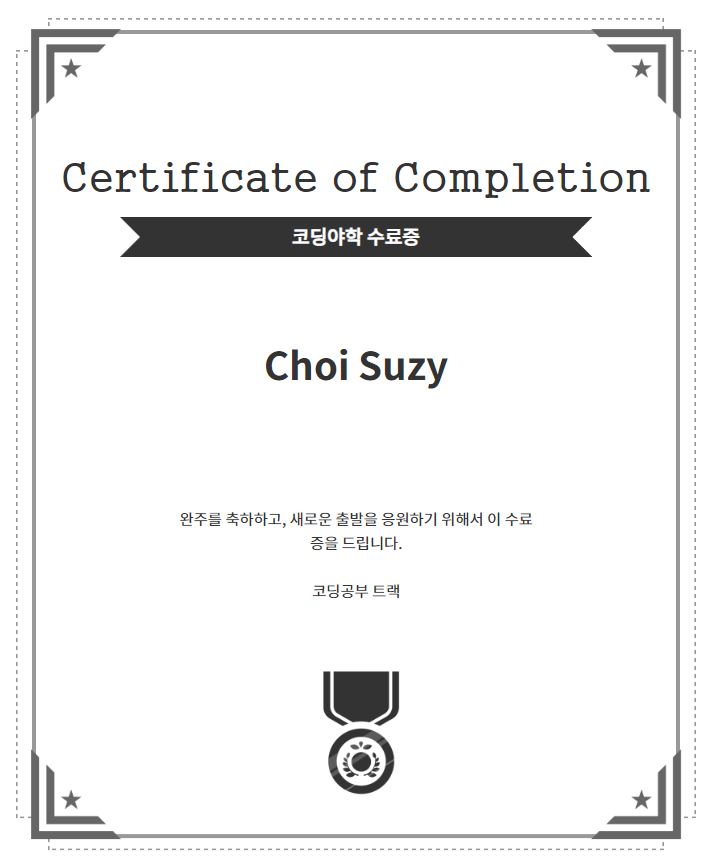 Certificate of Completion
코딩야학 수료증
Choi Suzy
완주를 축하하고, 새로운 출발을 응원하기 위해서 이 수료
증을 드립니다.
코딩공부 트랙